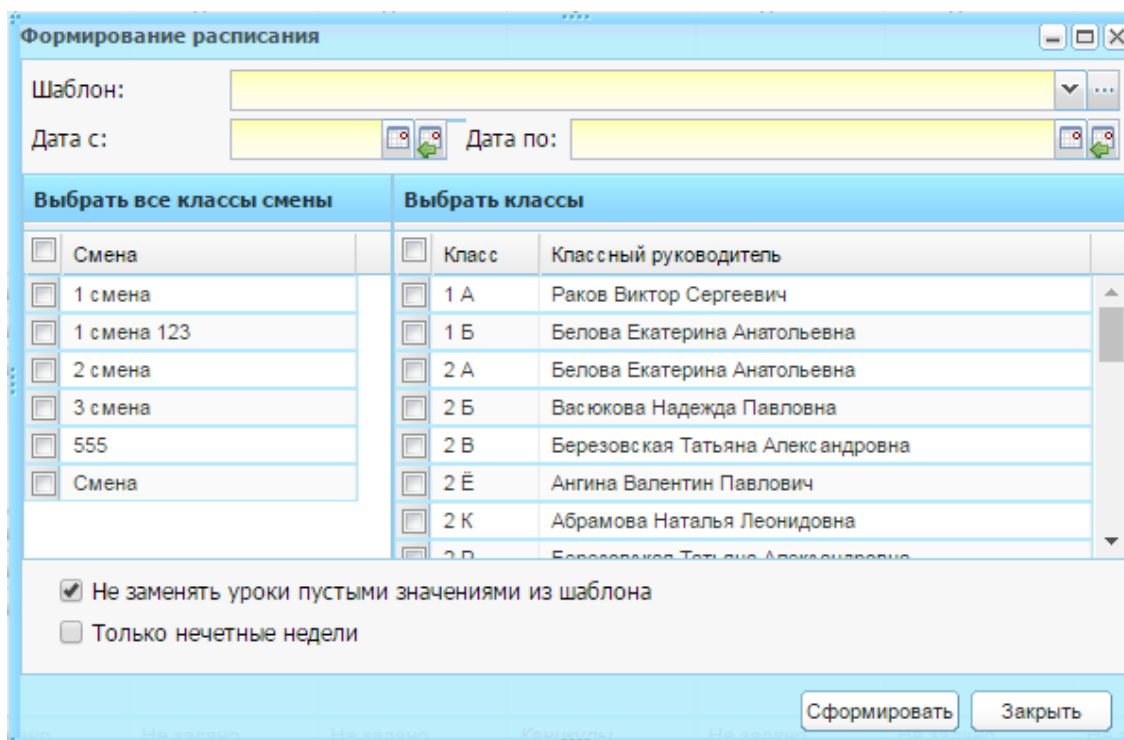 Формирование расписания
Шаблон:
Дата с: Дата по:
Выбрать все классы смены Выбрать классы
Смена Класс Классный руководитель
1 смена 1 А Раков Виктор Сергеевич
1 смена 123 1 Б Белова Екатерина Анатольевна
2 смена 2 А Белова Екатерина Анатольевна
3 смена 2 Б Васюкова Надежда Павловна
555 2 В Березовская Татьяна Александровна
Смена 2 Ё Ангина Валентин Павлович
2 К Абрамова Наталья Леонидовна
Березовская Татьяна Александровна
Не заменять уроки пустыми значениями из шаблона
Только нечетные недели
Сформировать Закрыть